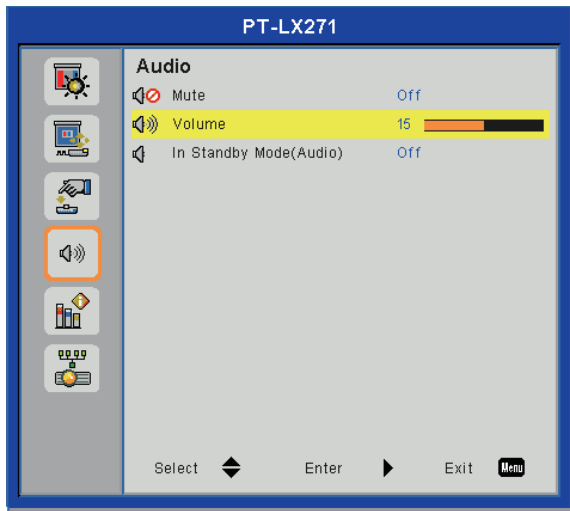 PT-LX271
Audio
Mute Off
Volume 15
In Standby Mode(Audio) Off
Select Enter Exit Menu